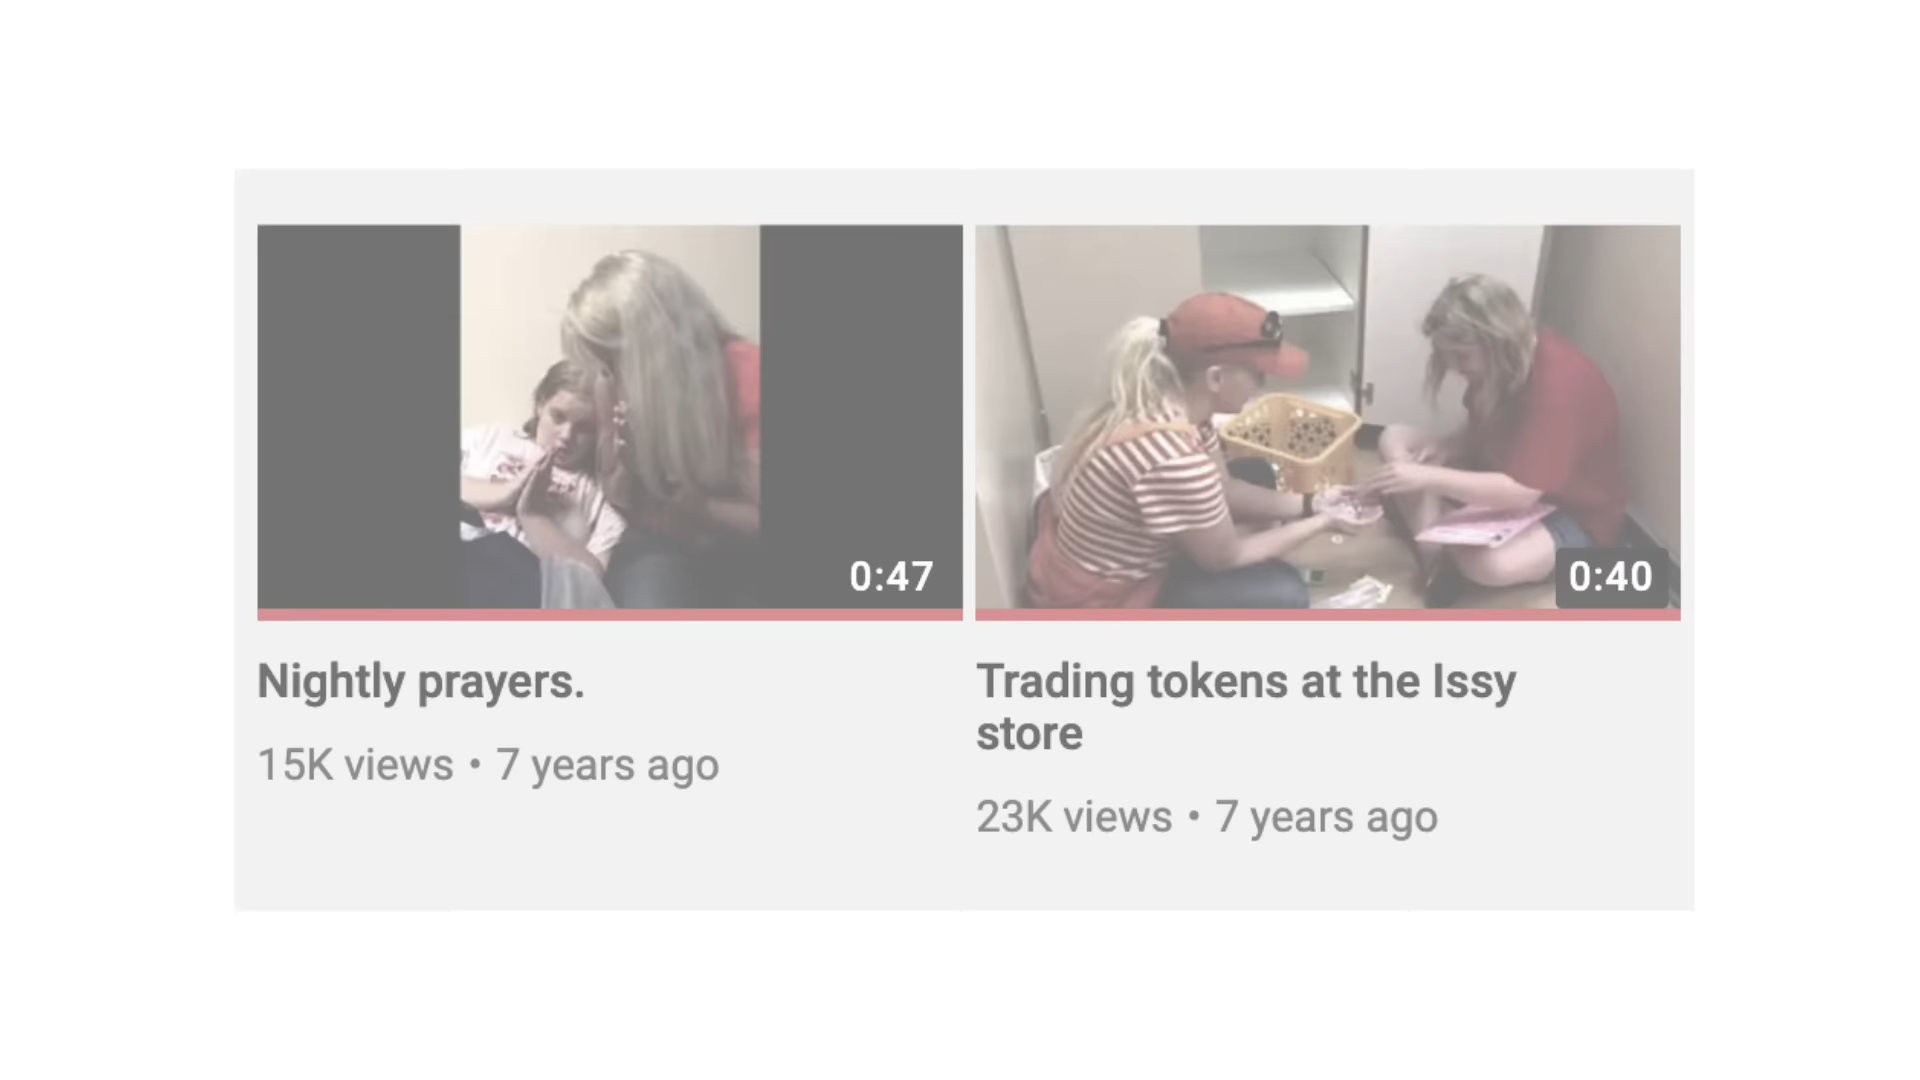 0:47
0:40
Nightly prayers.
15K views • 7 years ago
Trading tokens at the Issy
store
23K views • 7 years ago